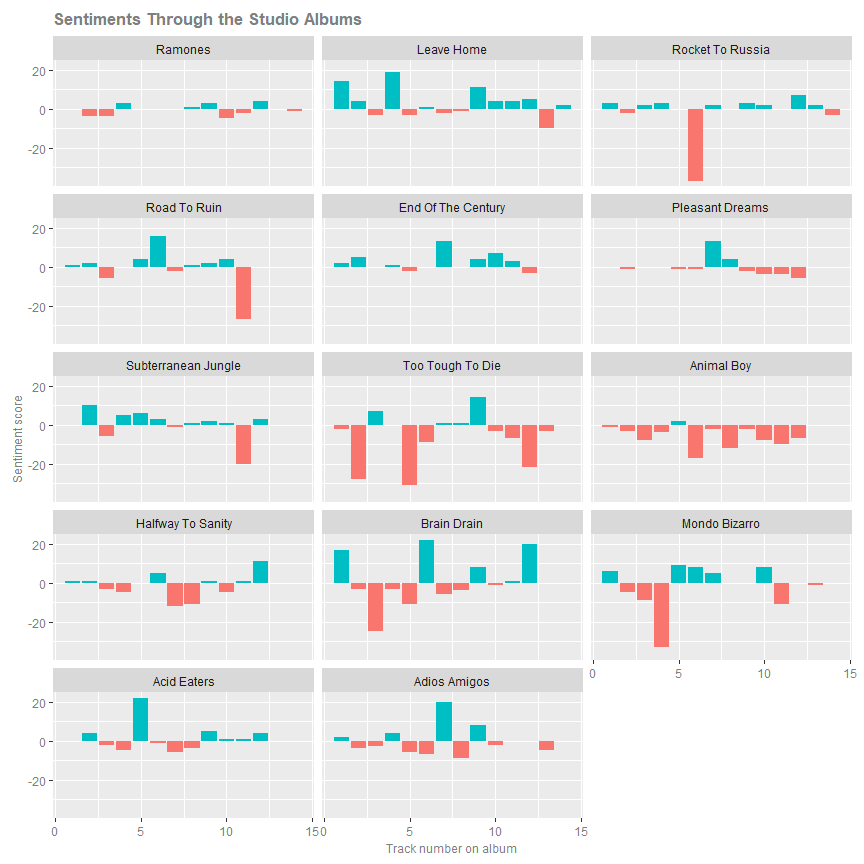 Sentiments Through the Studio Albums
Ramones
Leave Home
Rocket To Russia
20
0
-20
Road To Ruin
End Of The Century
Pleasant Dreams
20
0
-20
Subterranean Jungle
Too Tough To Die
Animal Boy
20
0
-20
Sentiment score
Halfway To Sanity
Brain Drain
Mondo Bizarro
20
0
-20
0 5 10 15
Acid Eaters
Adios Amigos
20
0
-20
0 5 10 15 0 5 10 15
Track number on album